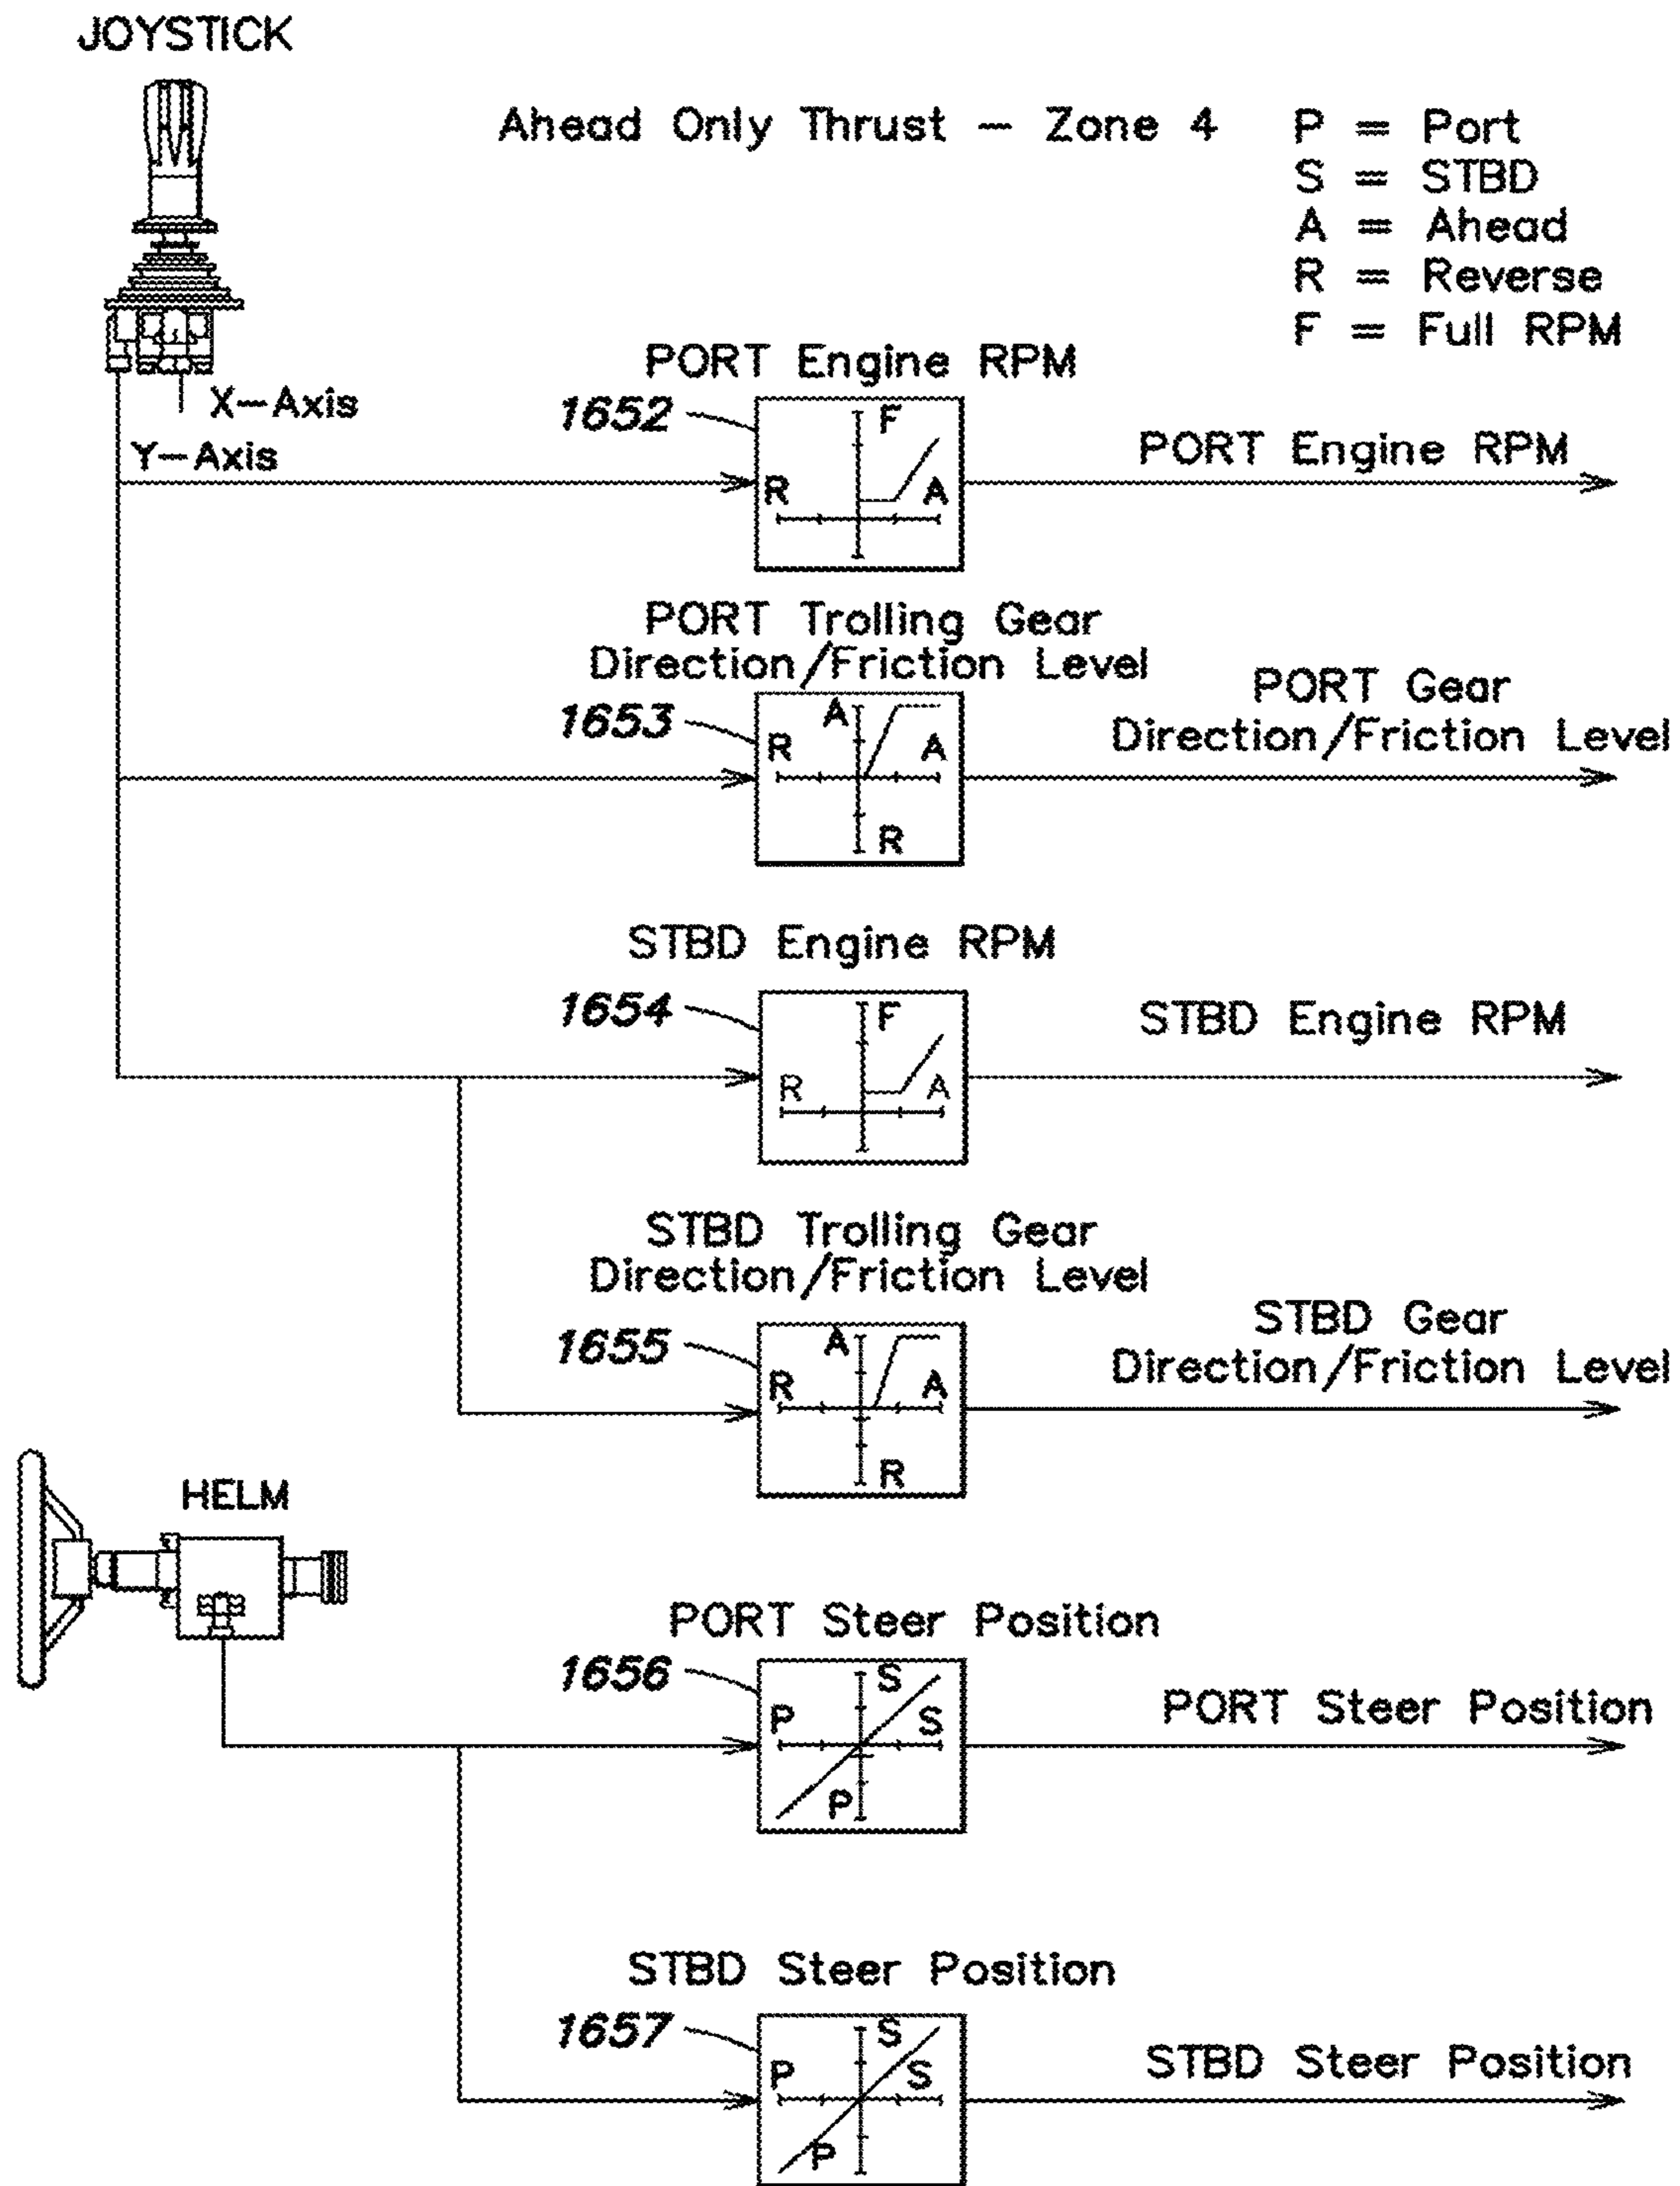 JOYSTICK
Ahead Only Thrust - Zone 4
P = Port
S = STBD
A = Ahead
R = Reverse
F = Full RPM
X-Axis
Y-Axis
PORT Engine RPM
1652
F
R
A
PORT Engine RPM
PORT Trolling Gear
Direction/Friction Level
1653
A
R
A
R
PORT Gear
Direction/Friction Level
STBD Engine RPM
1654
F
R
A
STBD Engine RPM
STBD Trolling Gear
Direction/Friction Level
1655
A
R
A
R
STBD Gear
Direction/Friction Level
HELM
PORT Steer Position
1656
S
P
S
P
PORT Steer Position
STBD Steer Position
1657
S
P
S
P
STBD Steer Position